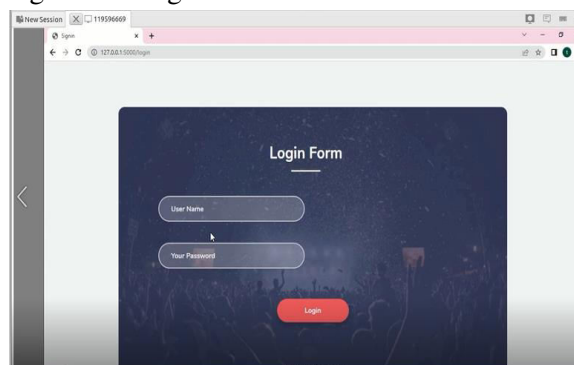 New Session 119596669
Signin
127.0.0.1:5000/login
Login Form
User Name
Your Password
Login